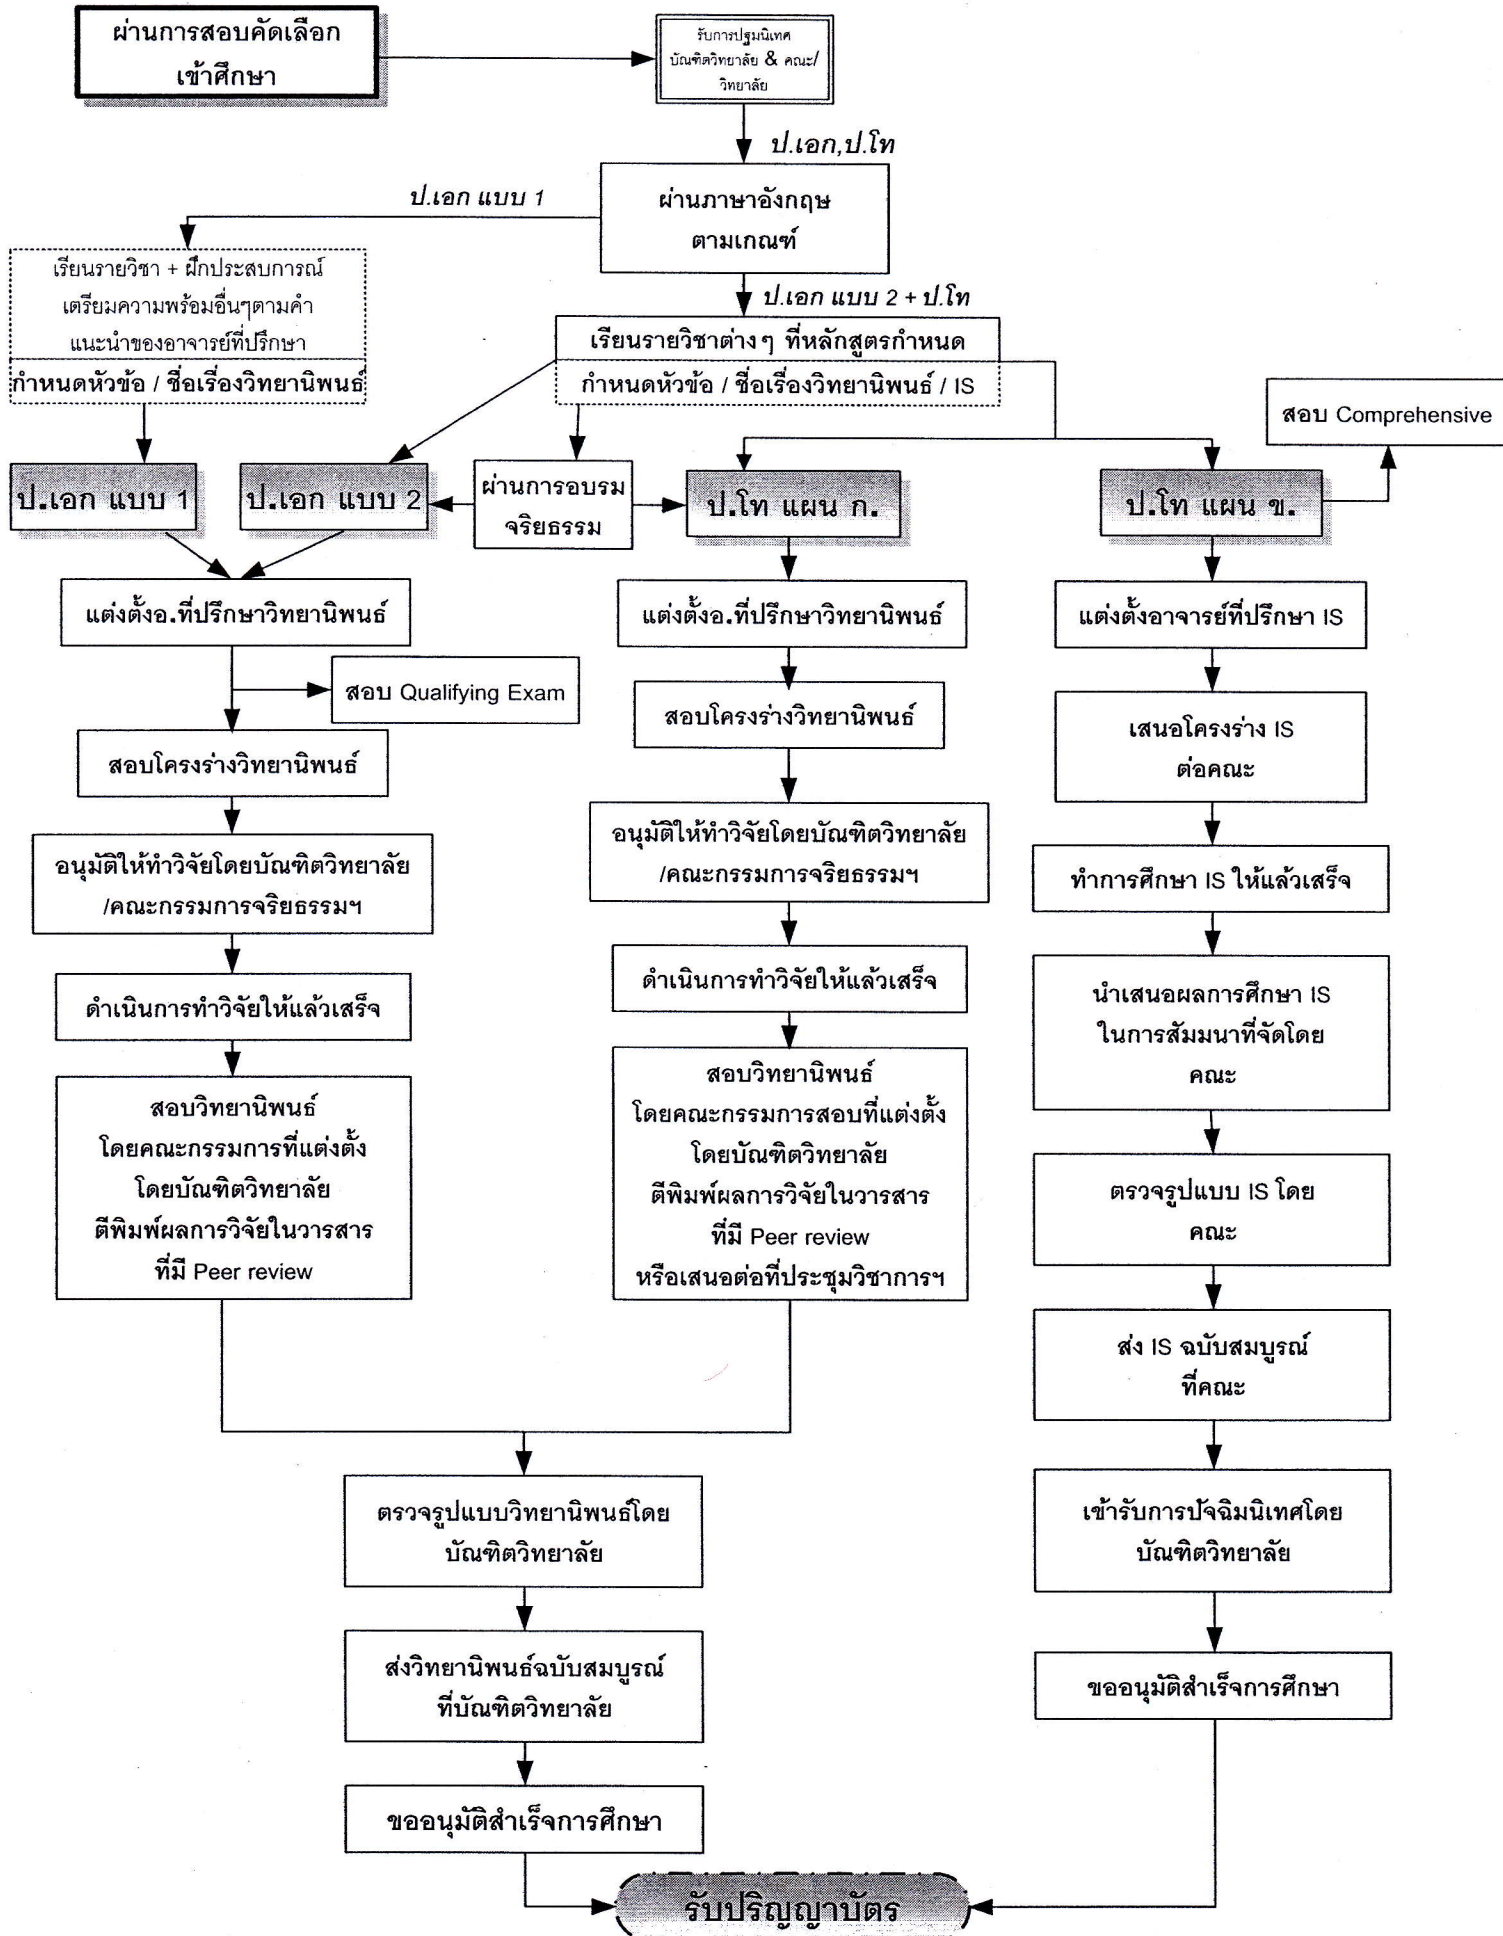 ผ่านการสอบคัดเลือก
เข้าศึกษา
รับการปฐมนิเทศ
บัณฑิตวิทยาลัย & คณะ/
วิทยาลัย
ป.เอก,ป.โท
ป.เอก แบบ 1
ผ่านภาษาอังกฤษ
ตามเกณฑ์
เรียนรายวิชา + ฝึกประสบการณ์
เตรียมความพร้อมอื่นๆตามคำ
แนะนำของอาจารย์ที่ปรึกษา
กำหนดหัวข้อ / ชื่อเรื่องวิทยานิพนธ์
ป.เอก แบบ 2 + ป.โท
เรียนรายวิชาต่างๆ ที่หลักสูตรกำหนด
กำหนดหัวข้อ / ชื่อเรื่องวิทยานิพนธ์ / IS
สอบ Comprehensive
ป.เอก แบบ 1
ป.เอก แบบ 2
ผ่านการอบรม
จริยธรรม
ป.โท แผน ก.
ป.โท แผน ข.
แต่งตั้งอ.ที่ปรึกษาวิทยานิพนธ์
สอบ Qualifying Exam
สอบโครงร่างวิทยานิพนธ์
อนุมัติให้ทำวิจัยโดยบัณฑิตวิทยาลัย
/คณะกรรมการจริยธรรมฯ
ดำเนินการทำวิจัยให้แล้วเสร็จ
สอบวิทยานิพนธ์
โดยคณะกรรมการที่แต่งตั้ง
โดยบัณฑิตวิทยาลัย
ตีพิมพ์ผลการวิจัยในวารสาร
ที่มี Peer review
แต่งตั้งอ.ที่ปรึกษาวิทยานิพนธ์
สอบโครงร่างวิทยานิพนธ์
อนุมัติให้ทำวิจัยโดยบัณฑิตวิทยาลัย
/คณะกรรมการจริยธรรมฯ
ดำเนินการทำวิจัยให้แล้วเสร็จ
สอบวิทยานิพนธ์
โดยคณะกรรมการสอบที่แต่งตั้ง
โดยบัณฑิตวิทยาลัย
ตีพิมพ์ผลการวิจัยในวารสาร
ที่มี Peer review
หรือเสนอต่อที่ประชุมวิชาการฯ
แต่งตั้งอาจารย์ที่ปรึกษา IS
เสนอโครงร่าง IS
ต่อคณะ
ทำการศึกษา IS ให้แล้วเสร็จ
นำเสนอผลการศึกษา IS
ในการสัมมนาที่จัดโดย
คณะ
ตรวจรูปแบบ IS โดย
คณะ
ส่ง IS ฉบับสมบูรณ์
ที่คณะ
เข้ารับการปัจฉิมนิเทศโดย
บัณฑิตวิทยาลัย
ขออนุมัติสำเร็จการศึกษา
ตรวจรูปแบบวิทยานิพนธ์โดย
บัณฑิตวิทยาลัย
ส่งวิทยานิพนธ์ฉบับสมบูรณ์
ที่บัณฑิตวิทยาลัย
ขออนุมัติสำเร็จการศึกษา
รับปริญญาบัตร